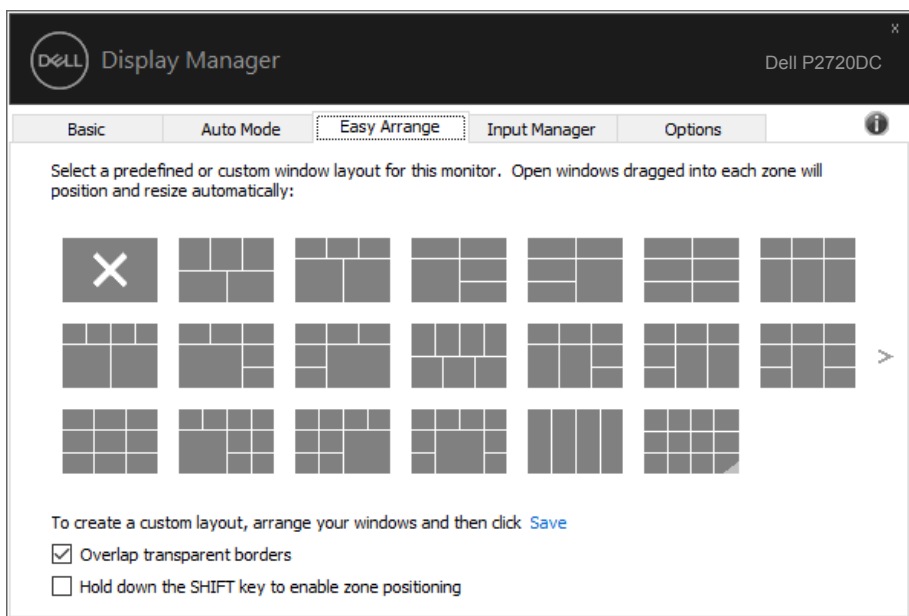 x
DELL Display Manager
Dell P2720DC
Basic Auto Mode Easy Arrange Input Manager Options
Select a predefined or custom window layout for this monitor. Open windows dragged into each zone will
position and resize automatically:
>
To create a custom layout, arrange your windows and then click Save
Overlap transparent borders
Hold down the SHIFT key to enable zone positioning